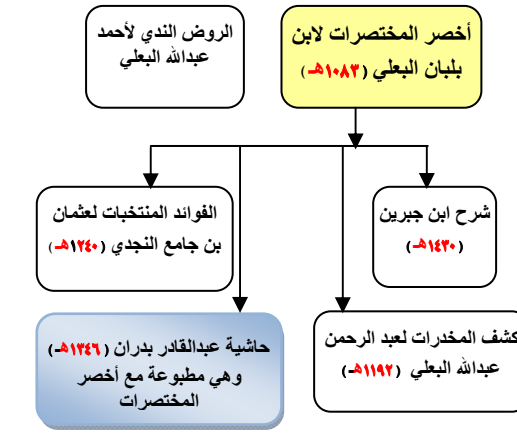 أخصر المختصرات لابن
بلبان البعلي (١٠٨٣هـ)
الروض الندي لأحمد
عبدالله البعلي
شرح ابن جبرين
(١٤٣٠هـ)
الفوائد المنتخبات لعثمان
بن جامع النجدي (١٢٤٠هـ)
كشف المخدرات لعبد الرحمن
عبدالله البعلي (١١٩٢هـ)
حاشية عبدالقادر بدران (١٣٤٦هـ)
وهي مطبوعة مع أخصر
المختصرات